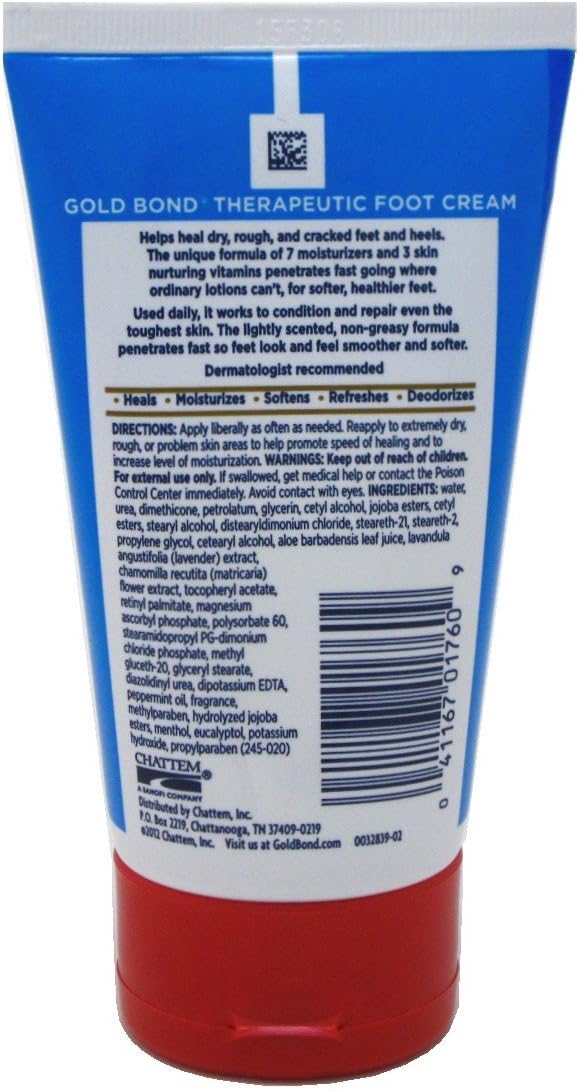 15F308
GOLD BOND® THERAPEUTIC FOOT CREAM
Helps heal dry, rough, and cracked feet and heels.
The unique formula of 7 moisturizers and 3 skin
nurturing vitamins penetrates fast going where
ordinary lotions can't, for softer, healthier feet.
Used daily, it works to condition and repair even the
toughest skin. The lightly scented, non-greasy formula
penetrates fast so feet look and feel smoother and softer.
Dermatologist recommended
• Heals • Moisturizes • Softens • Refreshes • Deodorizes
DIRECTIONS: Apply liberally as often as needed. Reapply to extremely dry,
rough, or problem skin areas to help promote speed of healing and to
increase level of moisturization. WARNINGS: Keep out of reach of children.
For external use only. If swallowed, get medical help or contact the Poison
Control Center immediately. Avoid contact with eyes. INGREDIENTS: water,
urea, dimethicone, petrolatum, glycerin, cetyl alcohol, jojoba esters, cetyl
esters, stearyl alcohol, distearyldimonium chloride, steareth-21, steareth-2,
propylene glycol, cetearyl alcohol, aloe barbadensis leaf juice, lavandula
angustifolia (lavender) extract,
chamomilla recutita (matricaria)
flower extract, tocopheryl acetate,
retinyl palmitate, magnesium
ascorbyl phosphate, polysorbate 60,
stearamidopropyl PG-dimonium
chloride phosphate, methyl
gluceth-20, glyceryl stearate,
diazolidinyl urea, dipotassium EDTA,
peppermint oil, fragrance,
methylparaben, hydrolyzed jojoba
esters, menthol, eucalyptol, potassium
hydroxide, propylparaben (245-020)
0 41167 01760 9
CHATTEM®
A SANOFI COMPANY
Distributed by Chattem, Inc.
P.O. Box 2219, Chattanooga, TN 37409-0219
©2012 Chattem, Inc. Visit us at GoldBond.com 0032839-02